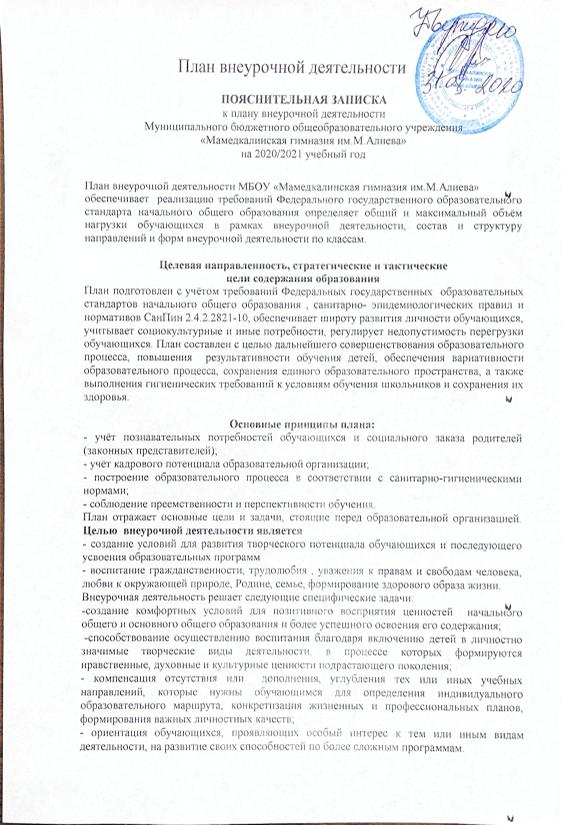 План внеурочной деятельности
31.08.2020
ПОЯСНИТЕЛЬНАЯ ЗАПИСКА
к плану внеурочной деятельности
Муниципального бюджетного общеобразовательного учреждения
«Мамедкалинская гимназия им.М.Алиева»
на 2020/2021 учебный год
План внеурочной деятельности МБОУ «Мамедкалинская гимназия им.М.Алиева»
обеспечивает реализацию требований Федерального государственного образовательного
стандарта начального общего образования определяет общий и максимальный объём
нагрузки обучающихся в рамках внеурочной деятельности, состав и структуру
направлений и форм внеурочной деятельности по классам.
Целевая направленность, стратегические и тактические
цели содержания образования
План подготовлен с учётом требований Федеральных государственных образовательных
стандартов начального общего образования , санитарно- эпидемиологических правил и
нормативов СанПин 2.4.2.2821-10, обеспечивает широту развития личности обучающихся,
учитывает социокультурные и иные потребности, регулирует недопустимость перегрузки
обучающихся. План составлен с целью дальнейшего совершенствования образовательного
процесса, повышения результативности обучения детей, обеспечения вариативности
образовательного процесса, сохранения единого образовательного пространства, а также
выполнения гигиенических требований к условиям обучения школьников и сохранения их
здоровья.
Основные принципы плана:
- учёт познавательных потребностей обучающихся и социального заказа родителей
(законных представителей);
- учёт кадрового потенциала образовательной организации;
- построение образовательного процесса в соответствии с санитарно-гигиеническими
нормами;
- соблюдение преемственности и перспективности обучения.
План отражает основные цели и задачи, стоящие перед образовательной организацией.
Целью внеурочной деятельности является
- создание условий для развития творческого потенциала обучающихся и последующего
усвоения образовательных программ
- воспитание гражданственности, трудолюбия , уважения к правам и свободам человека,
любви к окружающей природе, Родине, семье, формирование здорового образа жизни.
Внеурочная деятельность решает следующие специфические задачи:
-создание комфортных условий для позитивного восприятия ценностей начального
общего и основного общего образования и более успешного освоения его содержания;
-способствование осуществлению воспитания благодаря включению детей в личностно
значимые творческие виды деятельности, в процессе которых формируются
нравственные, духовные и культурные ценности подрастающего поколения;
- компенсация отсутствия или дополнения, углубления тех или иных учебных
направлений, которые нужны обучающимся для определения индивидуального
образовательного маршрута, конкретизация жизненных и профессиональных планов,
формирования важных личностных качеств;
- ориентация обучающихся, проявляющих особый интерес к тем или иным видам
деятельности, на развитие своих способностей по более сложным программам.